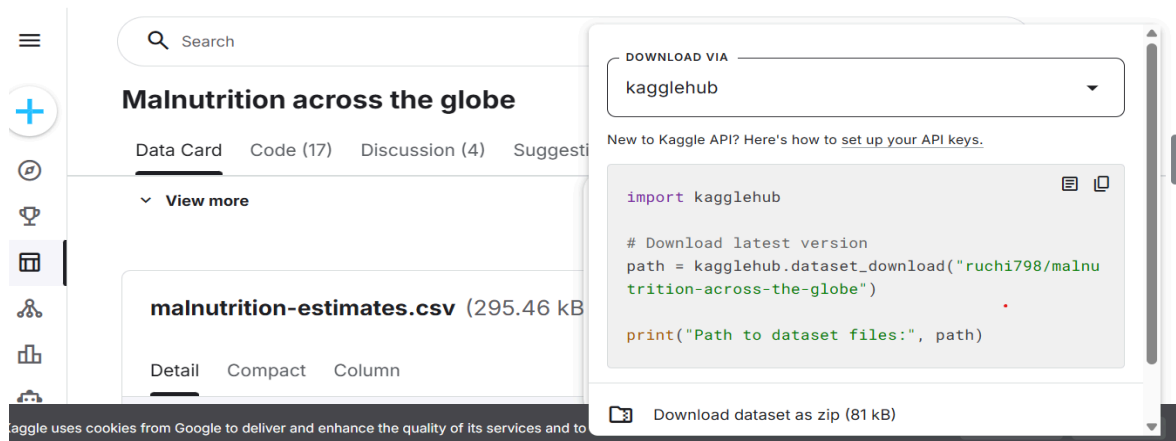 Search
Malnutrition across the globe
Data Card Code (17) Discussion (4) Suggesti
View more
malnutrition-estimates.csv (295.46 kB
Detail Compact Column
DOWNLOAD VIA
kagglehub
New to Kaggle API? Here's how to set up your API keys.
import kagglehub
# Download latest version
path = kagglehub.dataset_download("ruchi798/malnu
trition-across-the-globe")
print("Path to dataset files:", path)
Download dataset as zip (81 kB)
Kaggle uses cookies from Google to deliver and enhance the quality of its services and to